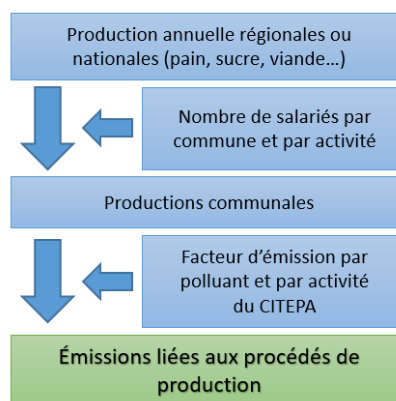 Production annuelle régionales ou
nationales (pain, sucre, viande…)
Nombre de salariés par
commune et par activité
Productions communales
Facteur d'émission par
polluant et par activité
du CITEPA
Émissions liées aux procédés de
production